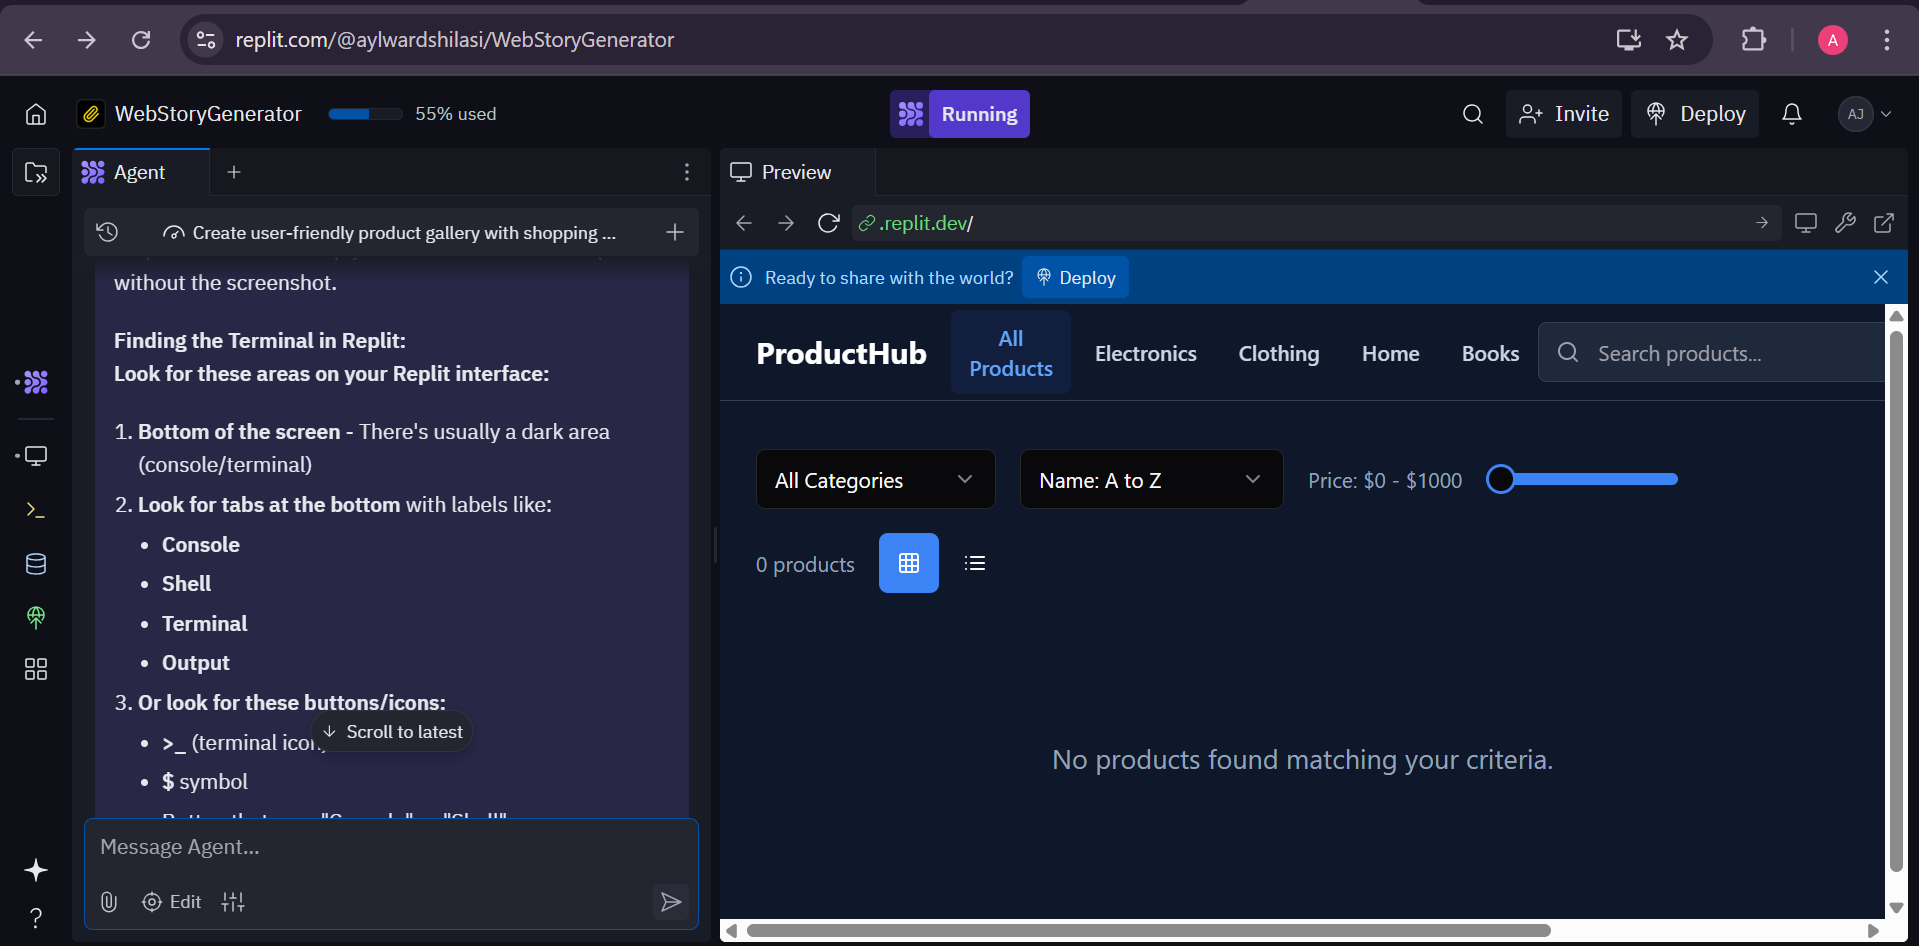 replit.com/@aylwardshilasi/WebStoryGenerator
A
WebStoryGenerator
55% used
Running
Invite
Deploy
AJ
Agent
Create user-friendly product gallery with shopping ...
without the screenshot.
Finding the Terminal in Replit:
Look for these areas on your Replit interface:
1. Bottom of the screen - There's usually a dark area
(console/terminal)
2. Look for tabs at the bottom with labels like:
• Console
• Shell
• Terminal
• Output
3. Or look for these buttons/icons:
• >_ (terminal icon)
• $ symbol
Scroll to latest
Message Agent...
Edit
Preview
.replit.dev/
Ready to share with the world?
Deploy
ProductHub
All
Products
Electronics
Clothing
Home
Books
Search products...
All Categories
Name: A to Z
Price: $0 - $1000
0 products
No products found matching your criteria.